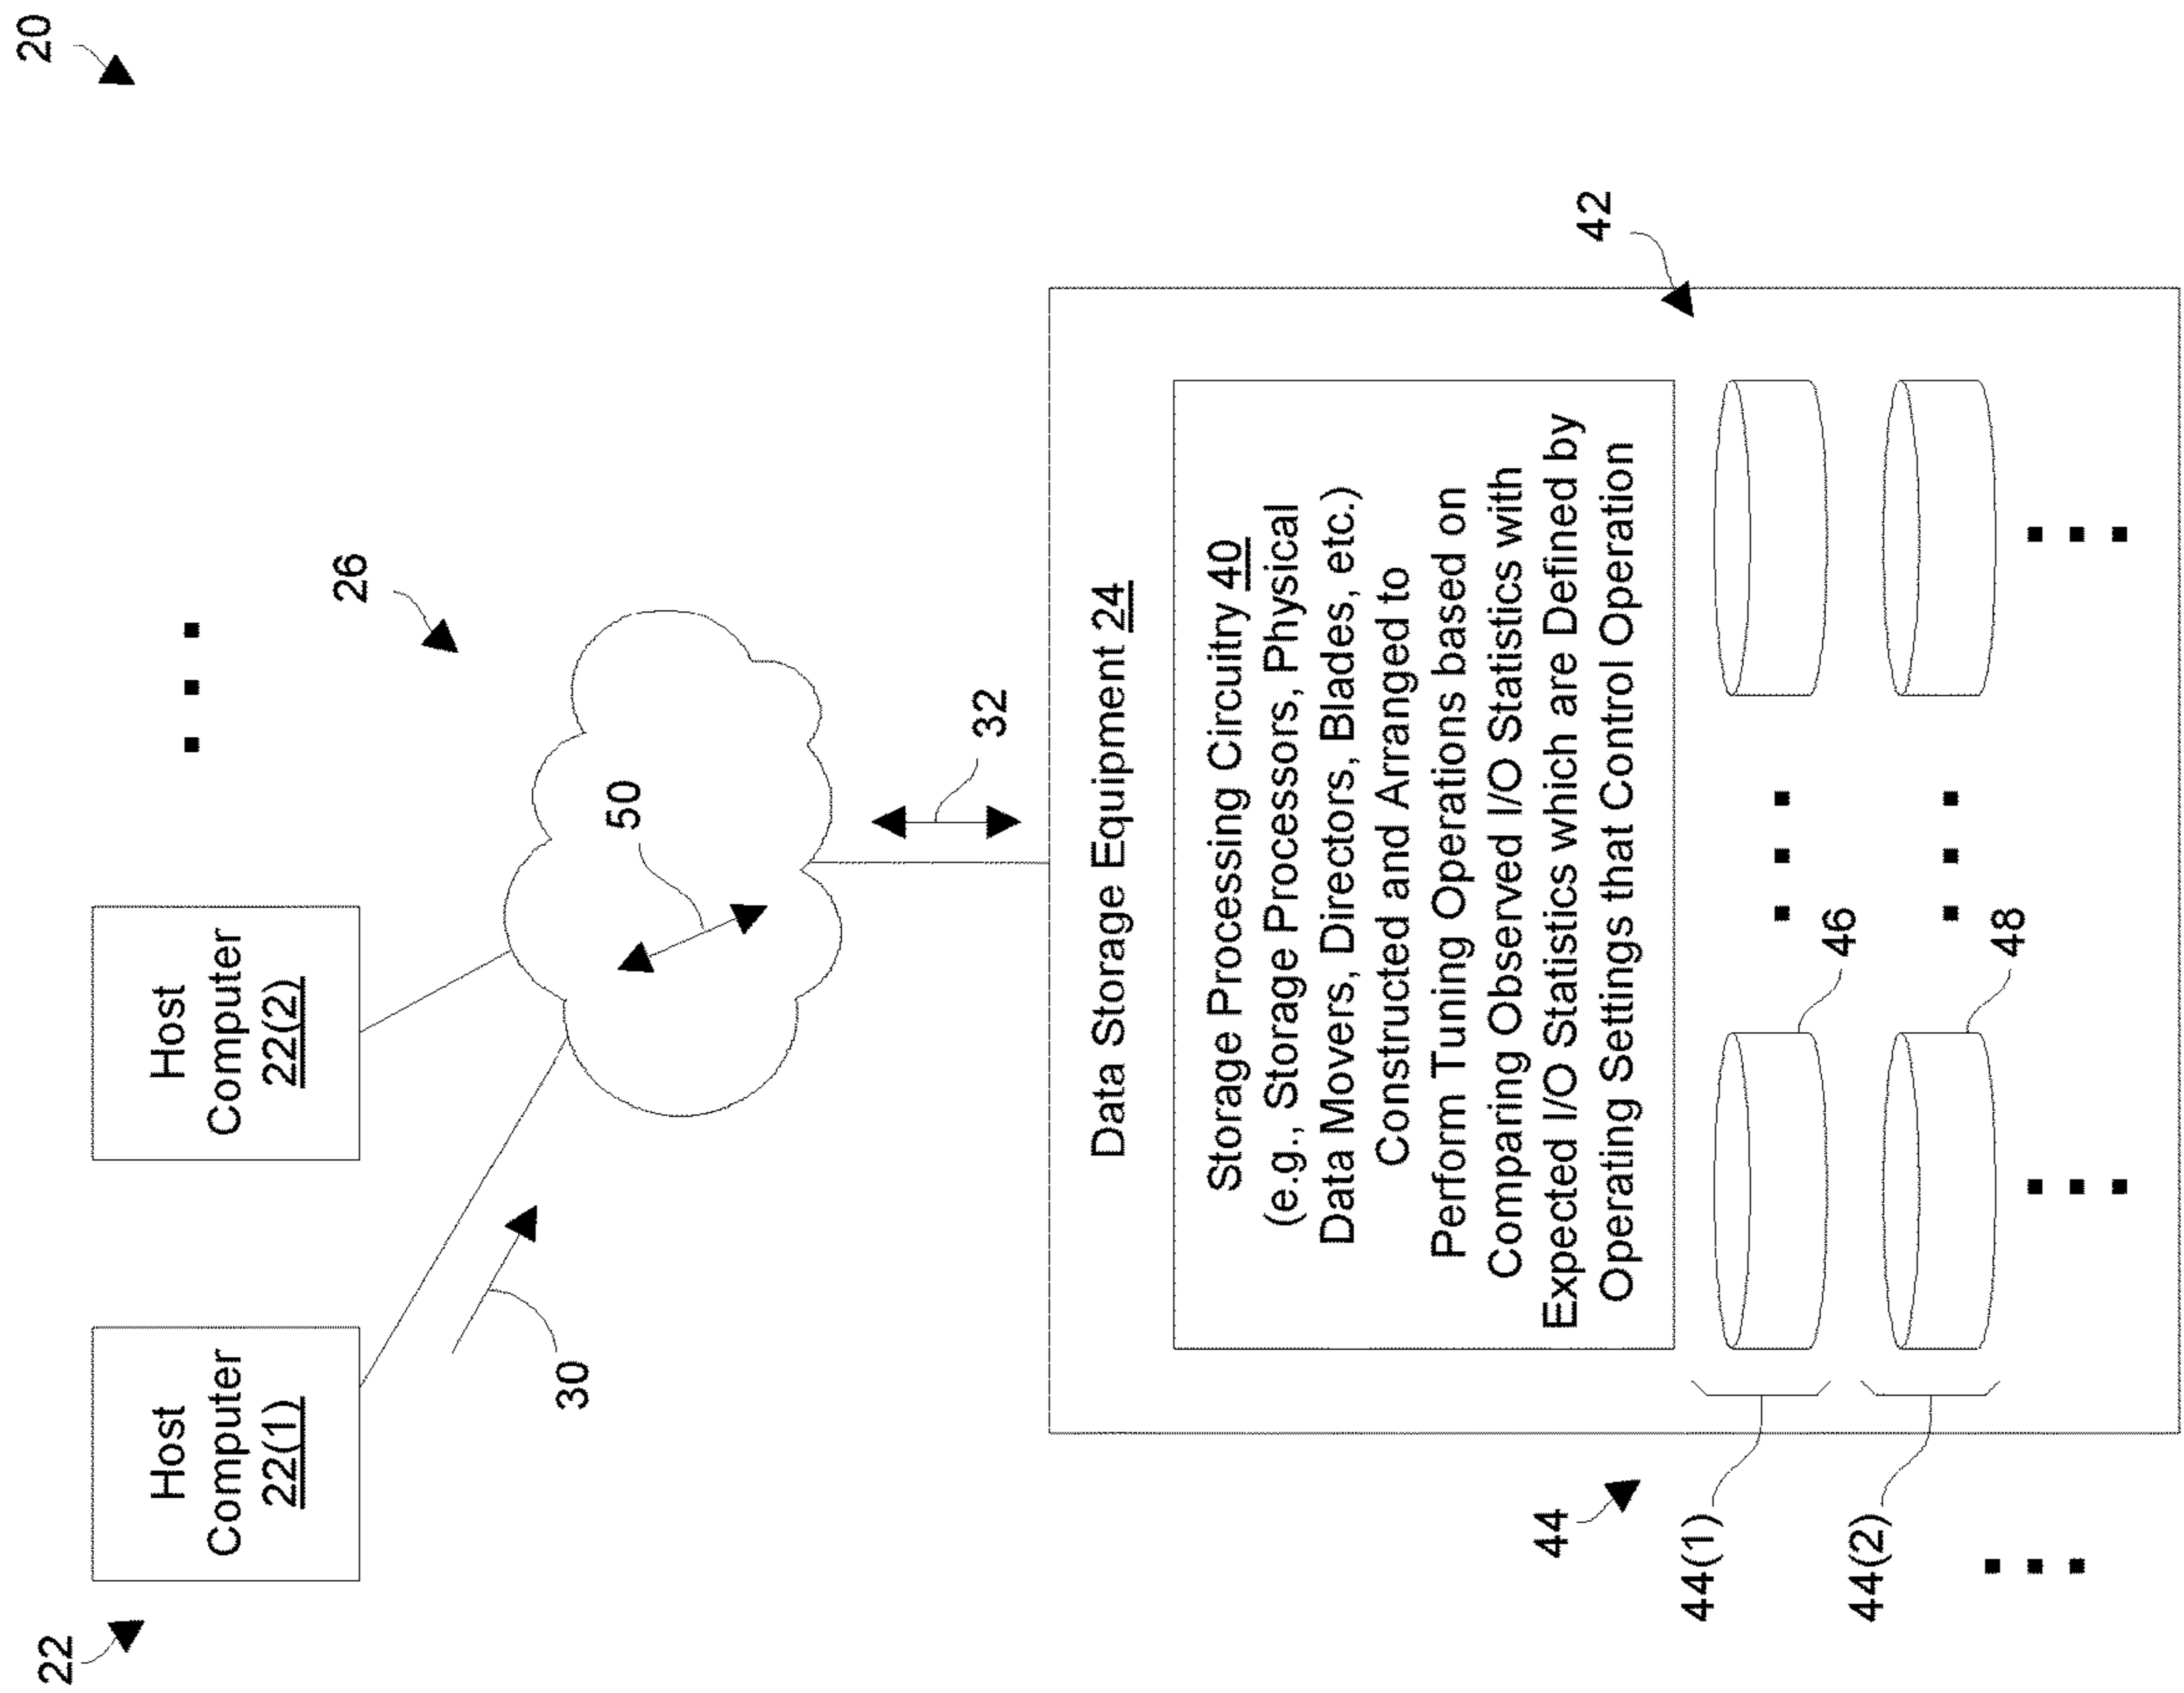 20
22
Host
Computer
22(1)
Host
Computer
22(2)
26
30
50
32
Data Storage Equipment 24
Storage Processing Circuitry 40
(e.g., Storage Processors, Physical
Data Movers, Directors, Blades, etc.)
Constructed and Arranged to
Perform Tuning Operations based on
Comparing Observed I/O Statistics with
Expected I/O Statistics which are Defined by
Operating Settings that Control Operation
42
44
44(1)
46
44(2)
48